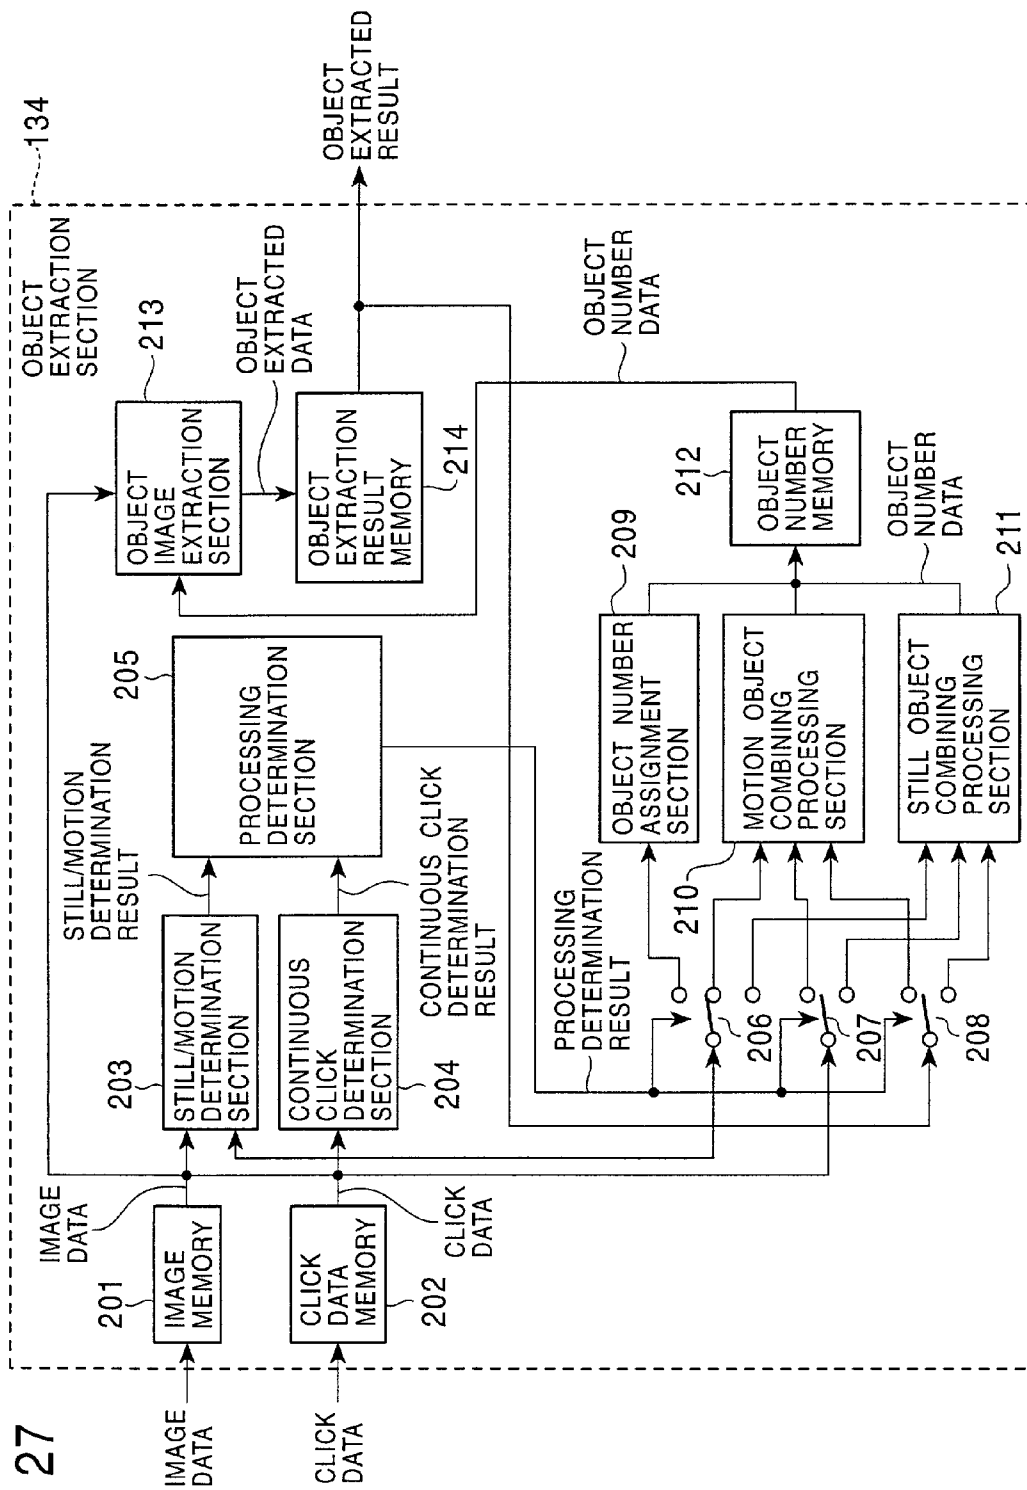 27
OBJECT
EXTRACTION
SECTION
134
IMAGE
DATA
201
IMAGE
MEMORY
IMAGE
DATA
203
STILL/MOTION
DETERMINATION
SECTION
STILL/MOTION
DETERMINATION
RESULT
205
PROCESSING
DETERMINATION
SECTION
OBJECT
IMAGE
EXTRACTION
SECTION
213
OBJECT
EXTRACTED
DATA
CLICK
DATA
CLICK
DATA
MEMORY
202
CLICK
DATA
CONTINUOUS
CLICK
DETERMINATION
SECTION
204
CONTINUOUS CLICK
DETERMINATION
RESULT
OBJECT
EXTRACTION
RESULT
MEMORY
214
OBJECT
EXTRACTED
RESULT
PROCESSING
DETERMINATION
RESULT
206
207
208
OBJECT NUMBER
ASSIGNMENT
SECTION
209
MOTION OBJECT
COMBINING
PROCESSING
SECTION
210
STILL OBJECT
COMBINING
PROCESSING
SECTION
211
212
OBJECT
NUMBER
MEMORY
OBJECT
NUMBER
DATA
OBJECT
NUMBER
DATA